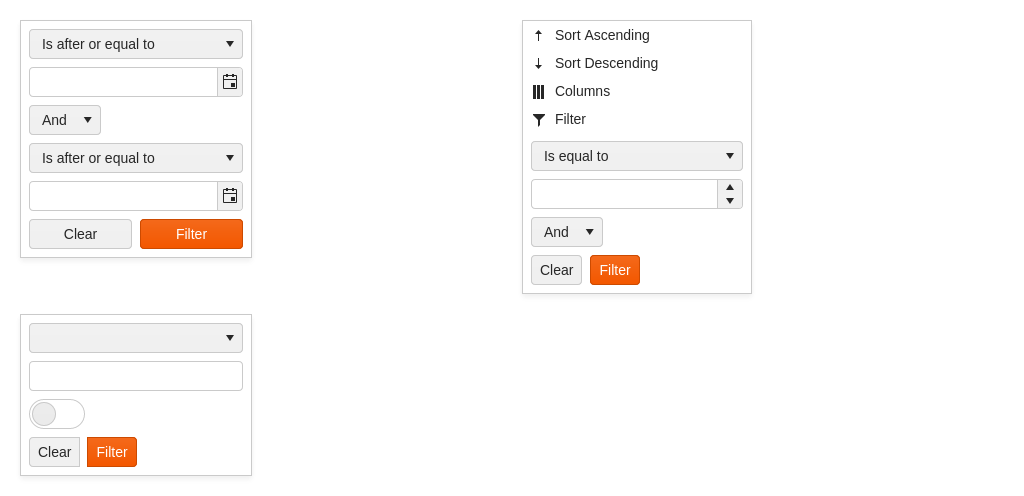 Is after or equal to
And
Is after or equal to
Clear Filter
Sort Ascending
Sort Descending
Columns
Filter
Is equal to
And
Clear Filter
Clear Filter